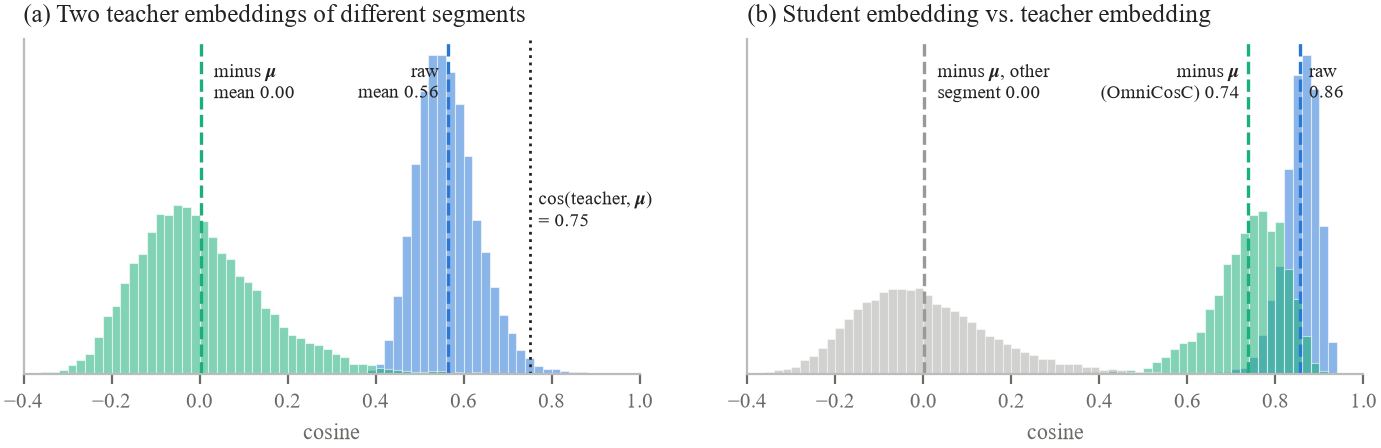 (a) Two teacher embeddings of different segments
minus μ
mean 0.00
raw
mean 0.56
cos(teacher, μ)
= 0.75
−0.4 −0.2 0.0 0.2 0.4 0.6 0.8 1.0
cosine
(b) Student embedding vs. teacher embedding
minus μ, other
segment 0.00
minus μ
(OmniCosC) 0.74
raw
0.86
−0.4 −0.2 0.0 0.2 0.4 0.6 0.8 1.0
cosine